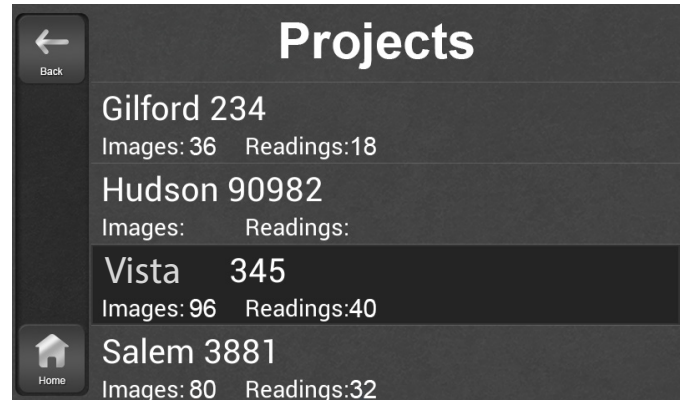 Projects
Back
Gilford 234
Images: 36 Readings:18
Hudson 90982
Images: Readings:
Vista 345
Images: 96 Readings:40
Salem 3881
Images: 80 Readings:32
Home